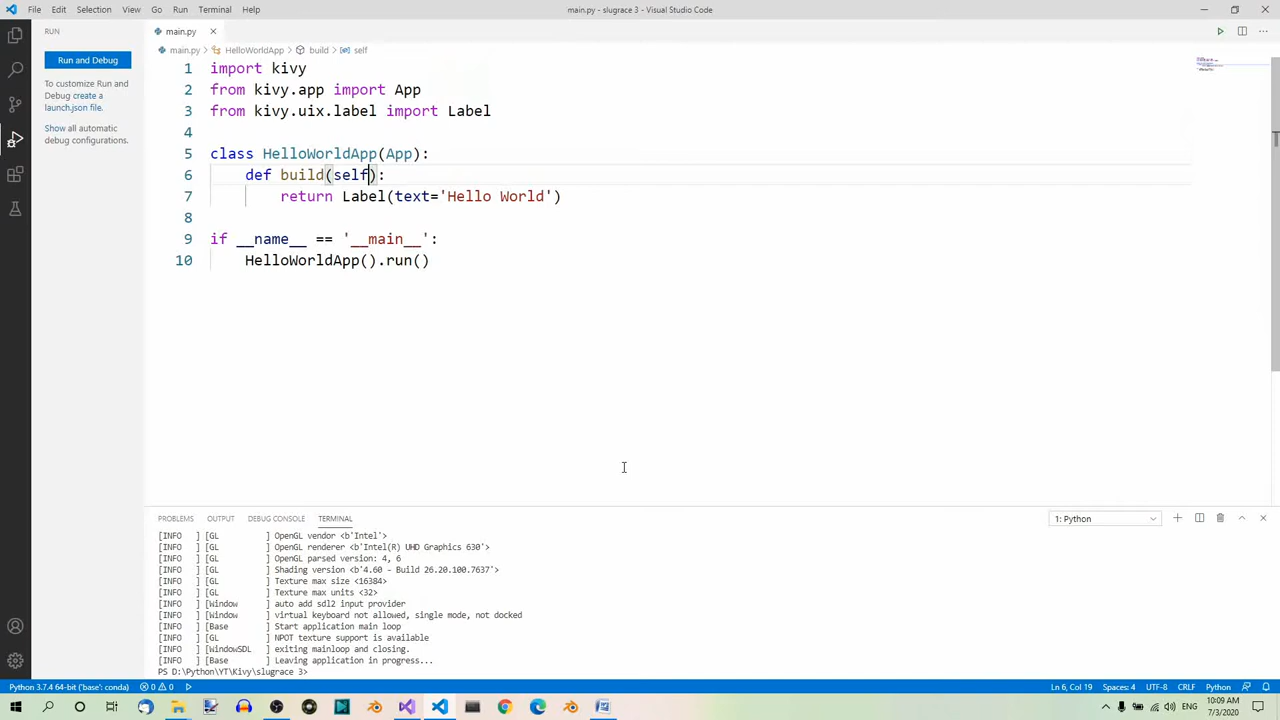 File Edit Selection View Go Run Terminal Help main.py - slugrace 3 - Visual Studio Code
RUN
Run and Debug
To customize Run and
Debug create a
launch.json file.
Show all automatic
debug configurations.
main.py
main.py > HelloWorldApp > build > self
1 import kivy
2 from kivy.app import App
3 from kivy.uix.label import Label
4
5 class HelloWorldApp(App):
6 def build(self):
7 return Label(text='Hello World')
8
9 if __name__ == '__main__':
10 HelloWorldApp().run()
PROBLEMS OUTPUT DEBUG CONSOLE TERMINAL 1: Python
[INFO ] [GL ] OpenGL vendor <b'Intel'>
[INFO ] [GL ] OpenGL renderer <b'Intel(R) UHD Graphics 630'>
[INFO ] [GL ] OpenGL parsed version: 4, 6
[INFO ] [GL ] Shading version <b'4.60 - Build 26.20.100.7637'>
[INFO ] [GL ] Texture max size <16384>
[INFO ] [GL ] Texture max units <32>
[INFO ] [Window ] auto add sdl2 input provider
[INFO ] [Window ] virtual keyboard not allowed, single mode, not docked
[INFO ] [Base ] Start application main loop
[INFO ] [GL ] NPOT texture support is available
[INFO ] [WindowSDL ] exiting mainloop and closing.
[INFO ] [Base ] Leaving application in progress...
PS D:\Python\YT\Kivy\slugrace 3>
Python 3.7.4 64-bit ('base': conda) 0 0 Ln 6, Col 19 Spaces: 4 UTF-8 CRLF Python
10:09 AM
7/3/2020